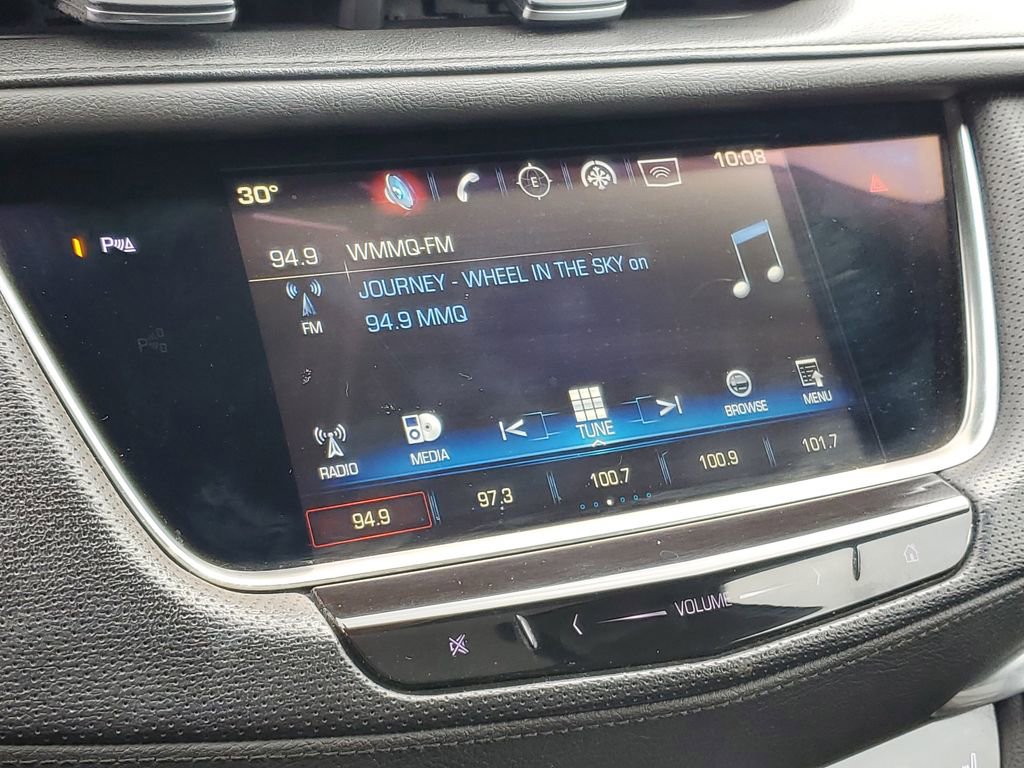 30°
E
10:08
P
94.9 WMMQ-FM
JOURNEY - WHEEL IN THE SKY on
94.9 MMQ
FM
RADIO
MEDIA
TUNE
BROWSE
MENU
94.9
97.3
100.7
100.9
101.7
VOLUME